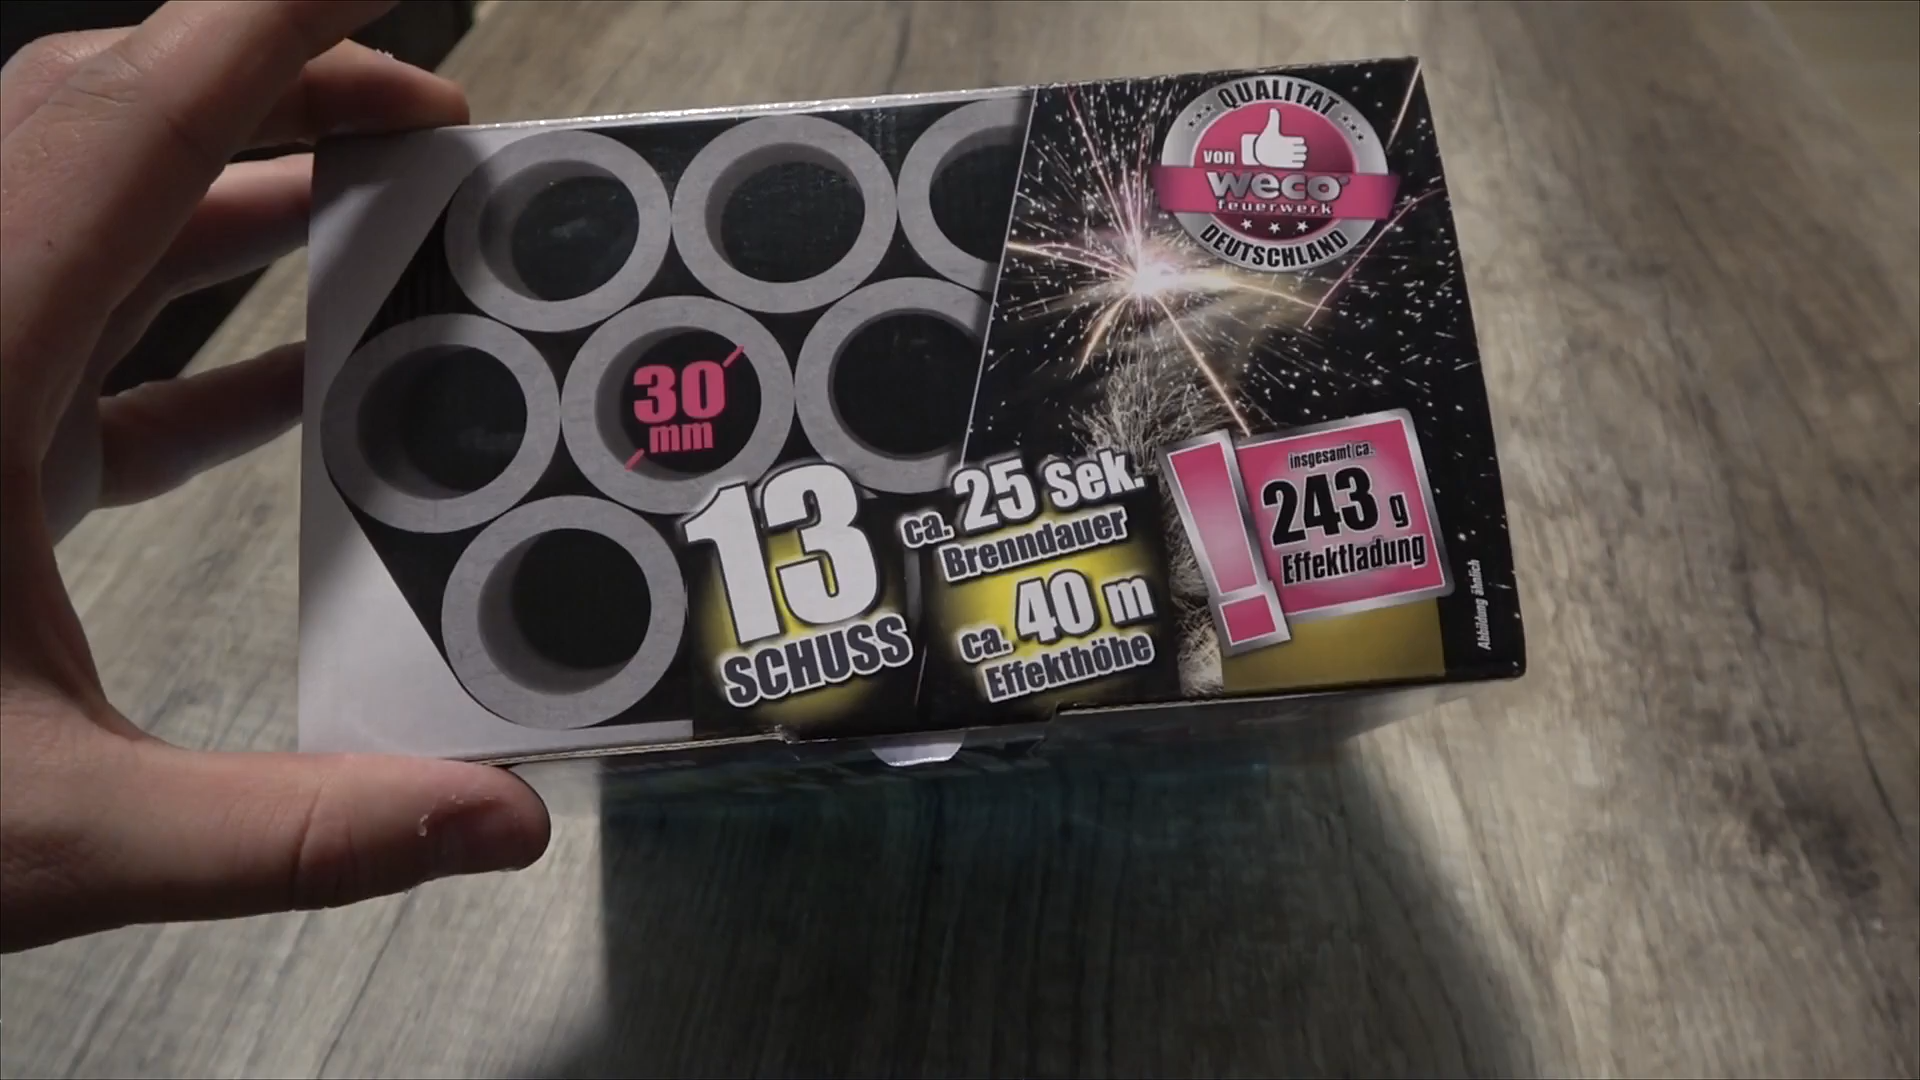 QUALITÄT
von
weco®
feuerwerk
DEUTSCHLAND
30
mm
13
SCHUSS
ca. 25 Sek.
Brenndauer
ca. 40 m
Effekthöhe
!
insgesamt ca.
243 g
Effektladung
Abbildung ähnlich